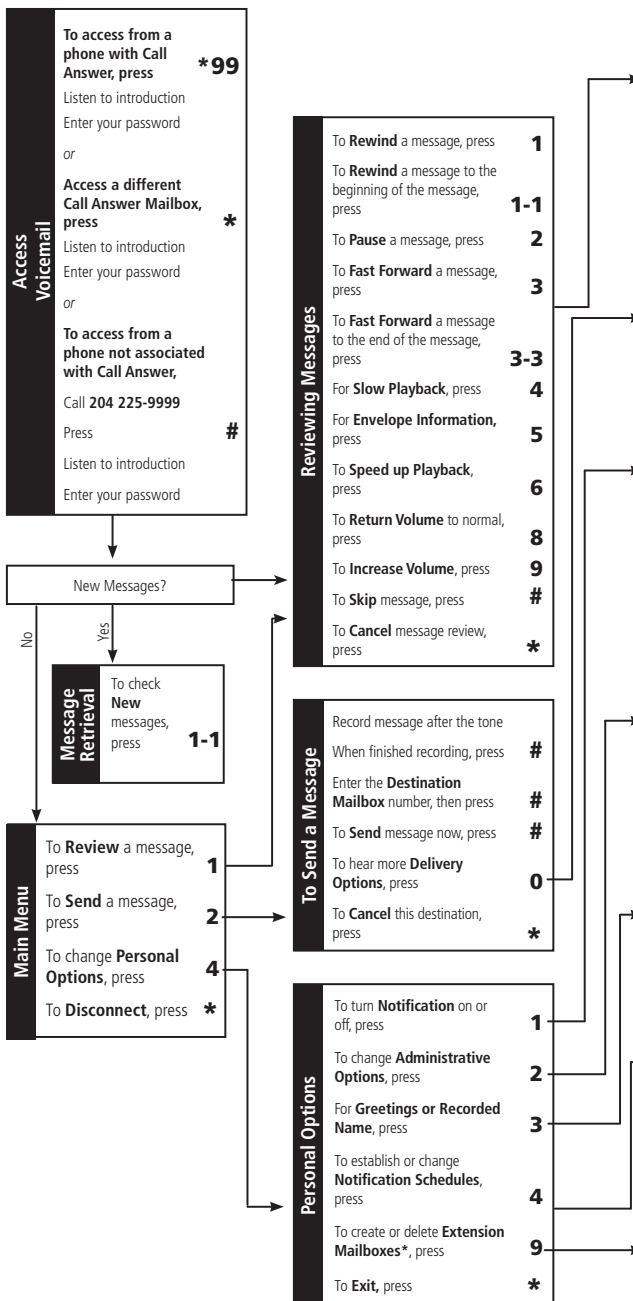 Access
Voicemail
To access from a
phone with Call
Answer, press *99
Listen to introduction
Enter your password
or
Access a different
Call Answer Mailbox,
press *
Listen to introduction
Enter your password
or
To access from a
phone not associated
with Call Answer,
Call 204 225-9999
Press #
Listen to introduction
Enter your password
New Messages?
No
Yes
Message
Retrieval
To check
New
messages,
press 1-1
Main Menu
To Review a message,
press 1
To Send a message,
press 2
To change Personal
Options, press 4
To Disconnect, press *
Reviewing Messages
To Rewind a message, press 1
To Rewind a message to the
beginning of the message,
press 1-1
To Pause a message, press 2
To Fast Forward a message,
press 3
To Fast Forward a message
to the end of the message,
press 3-3
For Slow Playback, press 4
For Envelope Information,
press 5
To Speed up Playback,
press 6
To Return Volume to normal,
press 8
To Increase Volume, press 9
To Skip message, press #
To Cancel message review,
press *
To Send a Message
Record message after the tone
When finished recording, press #
Enter the Destination
Mailbox number, then press #
To Send message now, press #
To hear more Delivery
Options, press 0
To Cancel this destination,
press *
Personal Options
To turn Notification on or
off, press 1
To change Administrative
Options, press 2
For Greetings or Recorded
Name, press 3
To establish or change
Notification Schedules,
press 4
To create or delete Extension
Mailboxes*, press 9
To Exit, press *